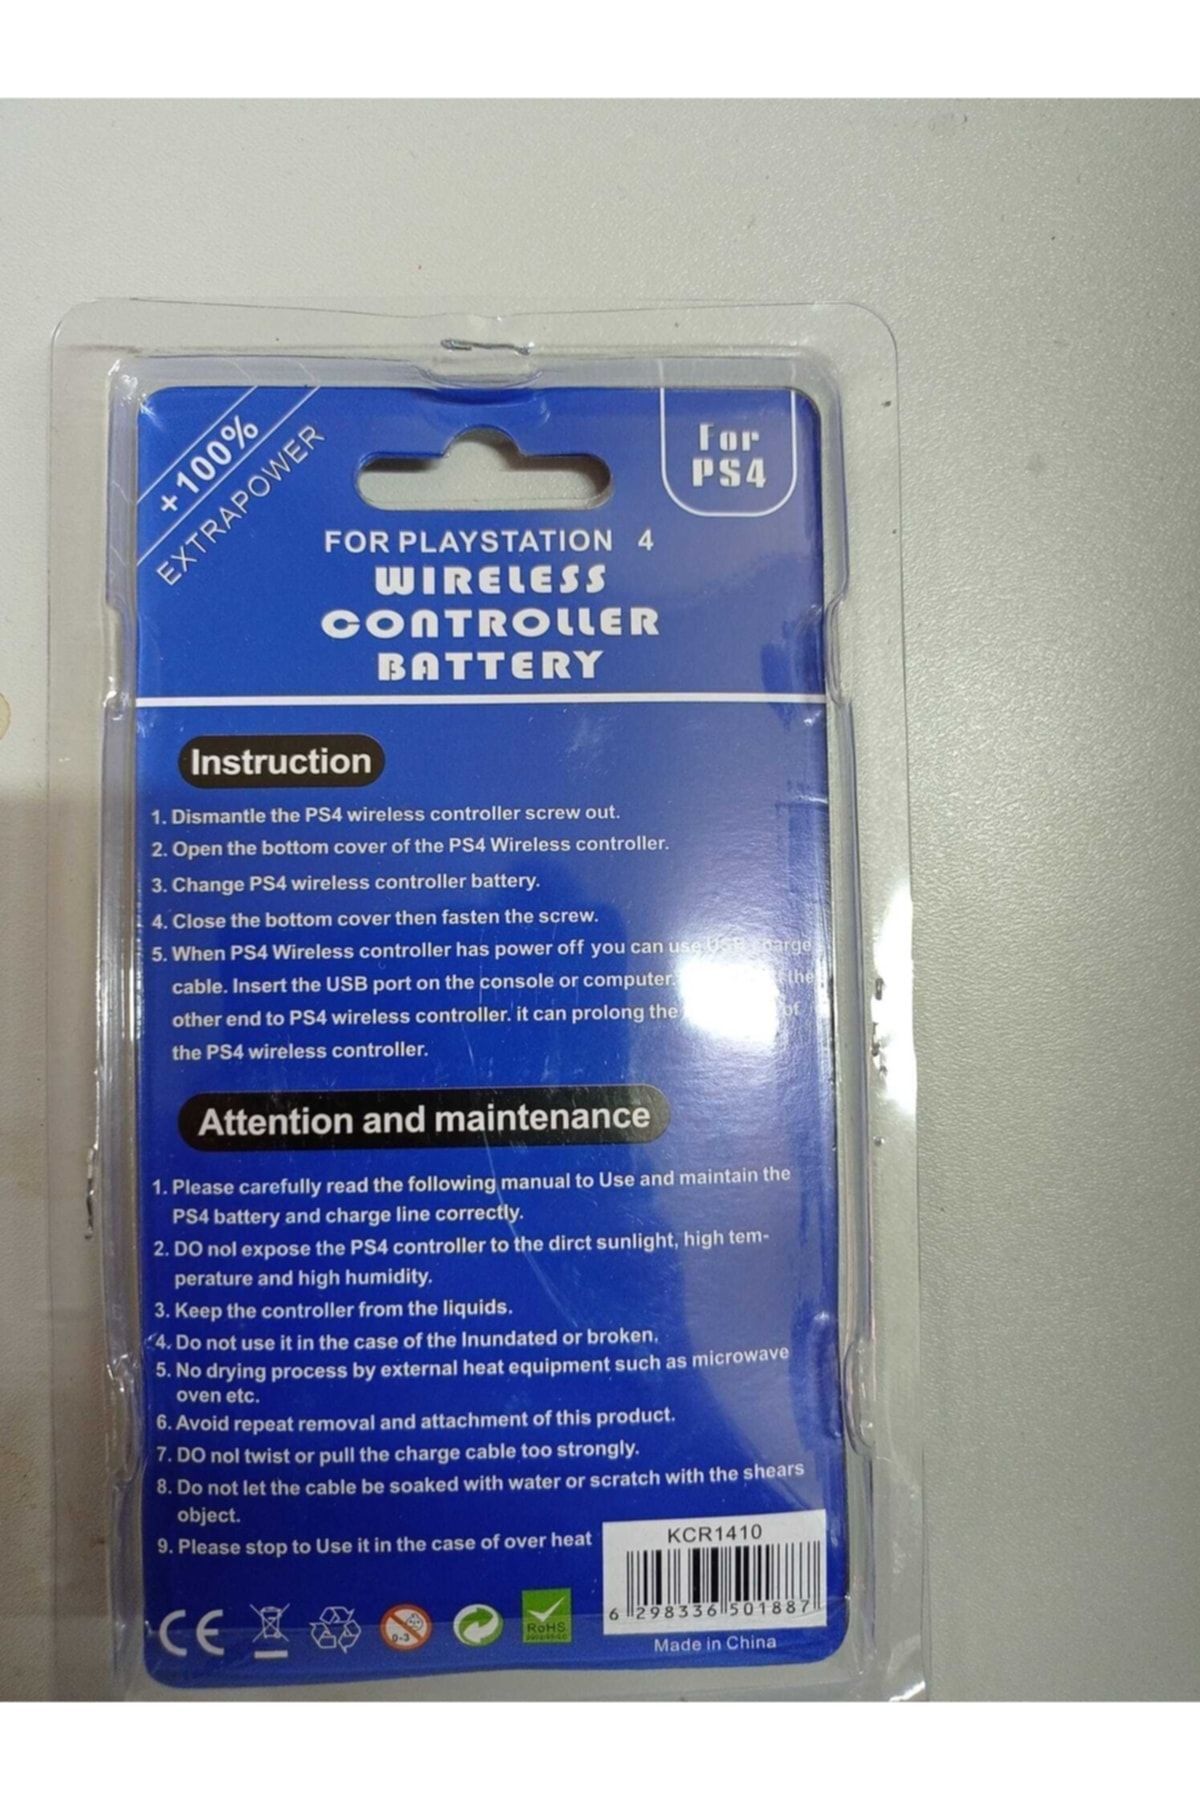 +100%
EXTRAPOWER
For
PS4
FOR PLAYSTATION 4
WIRELESS
CONTROLLER
BATTERY
Instruction
1. Dismantle the PS4 wireless controller screw out.
2. Open the bottom cover of the PS4 Wireless controller.
3. Change PS4 wireless controller battery.
4. Close the bottom cover then fasten the screw.
5. When PS4 Wireless controller has power off you can use USB charge
cable. Insert the USB port on the console or computer. the
other end to PS4 wireless controller. it can prolong the of
the PS4 wireless controller.
Attention and maintenance
1. Please carefully read the following manual to Use and maintain the
PS4 battery and charge line correctly.
2. DO nol expose the PS4 controller to the dirct sunlight, high tem-
perature and high humidity.
3. Keep the controller from the liquids.
4. Do not use it in the case of the Inundated or broken.
5. No drying process by external heat equipment such as microwave
oven etc.
6. Avoid repeat removal and attachment of this product.
7. DO nol twist or pull the charge cable too strongly.
8. Do not let the cable be soaked with water or scratch with the shears
object.
9. Please stop to Use it in the case of over heat
KCR1410
6 298336 501887
CE
0-3
RoHS
Made in China